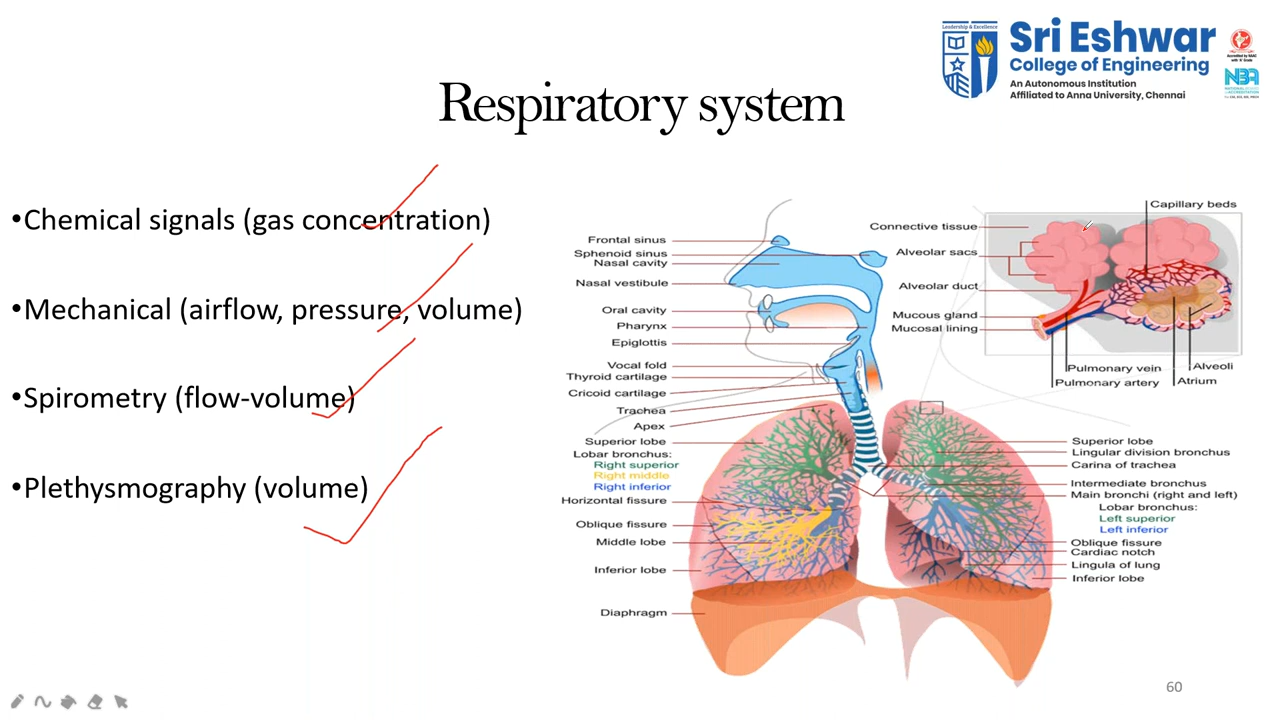 Leadership & Excellence
Sri Eshwar
College of Engineering
An Autonomous Institution
Affiliated to Anna University, Chennai
NBA
Respiratory system
•Chemical signals (gas concentration)
•Mechanical (airflow, pressure, volume)
•Spirometry (flow-volume)
•Plethysmography (volume)
Frontal sinus
Sphenoid sinus
Nasal cavity
Nasal vestibule
Oral cavity
Pharynx
Epiglottis
Vocal fold
Thyroid cartilage
Cricoid cartilage
Trachea
Apex
Superior lobe
Lobar bronchus:
Right superior
Right middle
Right inferior
Horizontal fissure
Oblique fissure
Middle lobe
Inferior lobe
Diaphragm
Capillary beds
Connective tissue
Alveolar sacs
Alveolar duct
Mucous gland
Mucosal lining
Pulmonary vein
Pulmonary artery
Alveoli
Atrium
Superior lobe
Lingular division bronchus
Carina of trachea
Intermediate bronchus
Main bronchi (right and left)
Lobar bronchus:
Left superior
Left inferior
Oblique fissure
Cardiac notch
Lingula of lung
Inferior lobe
60